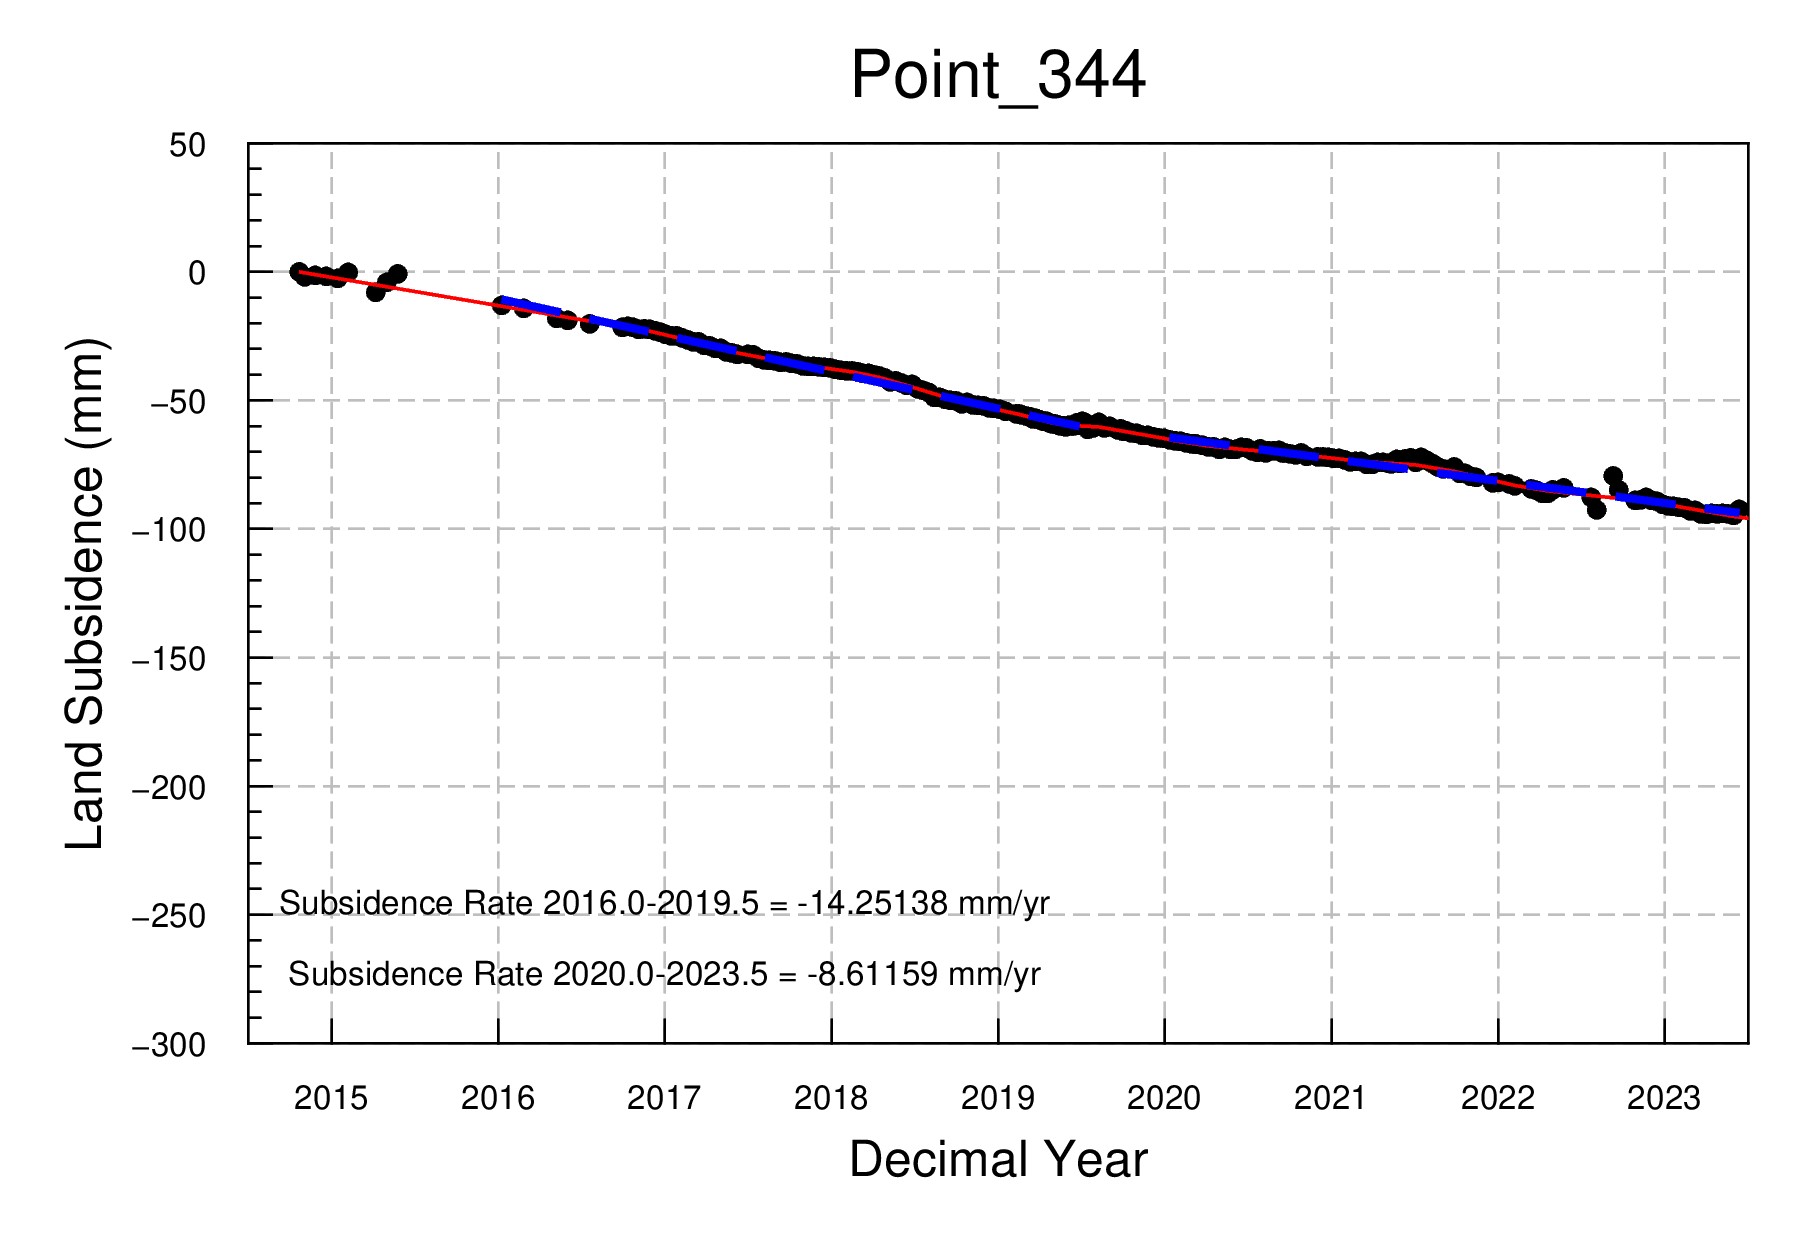 Point_344
50
0
−50
−100
−150
−200
−250
−300
Land Subsidence (mm)
Subsidence Rate 2016.0-2019.5 = -14.25138 mm/yr
Subsidence Rate 2020.0-2023.5 = -8.61159 mm/yr
2015 2016 2017 2018 2019 2020 2021 2022 2023
Decimal Year